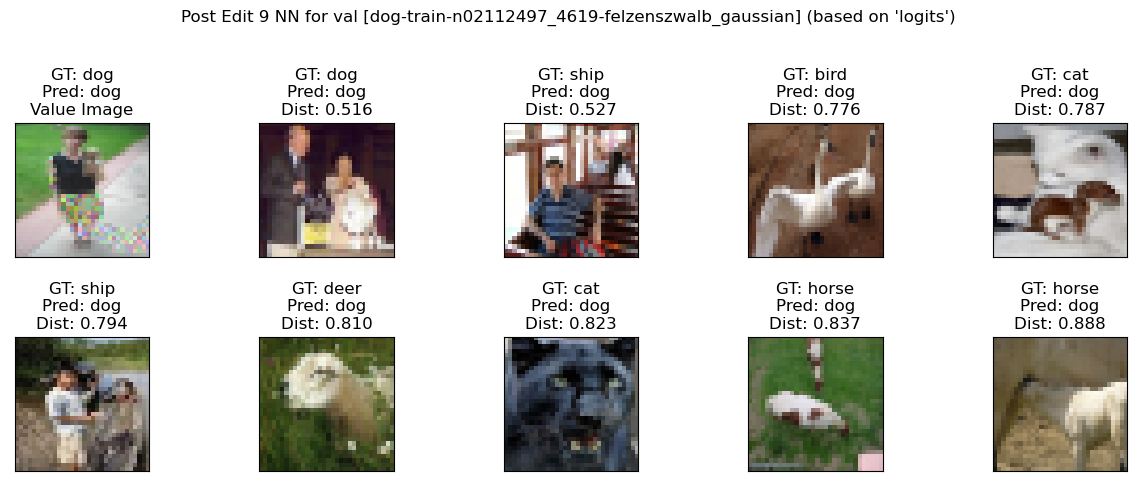 Post Edit 9 NN for val [dog-train-n02112497_4619-felzenszwalb_gaussian] (based on 'logits')
GT: dog
Pred: dog
Value Image
GT: dog
Pred: dog
Dist: 0.516
GT: ship
Pred: dog
Dist: 0.527
GT: bird
Pred: dog
Dist: 0.776
GT: cat
Pred: dog
Dist: 0.787
GT: ship
Pred: dog
Dist: 0.794
GT: deer
Pred: dog
Dist: 0.810
GT: cat
Pred: dog
Dist: 0.823
GT: horse
Pred: dog
Dist: 0.837
GT: horse
Pred: dog
Dist: 0.888